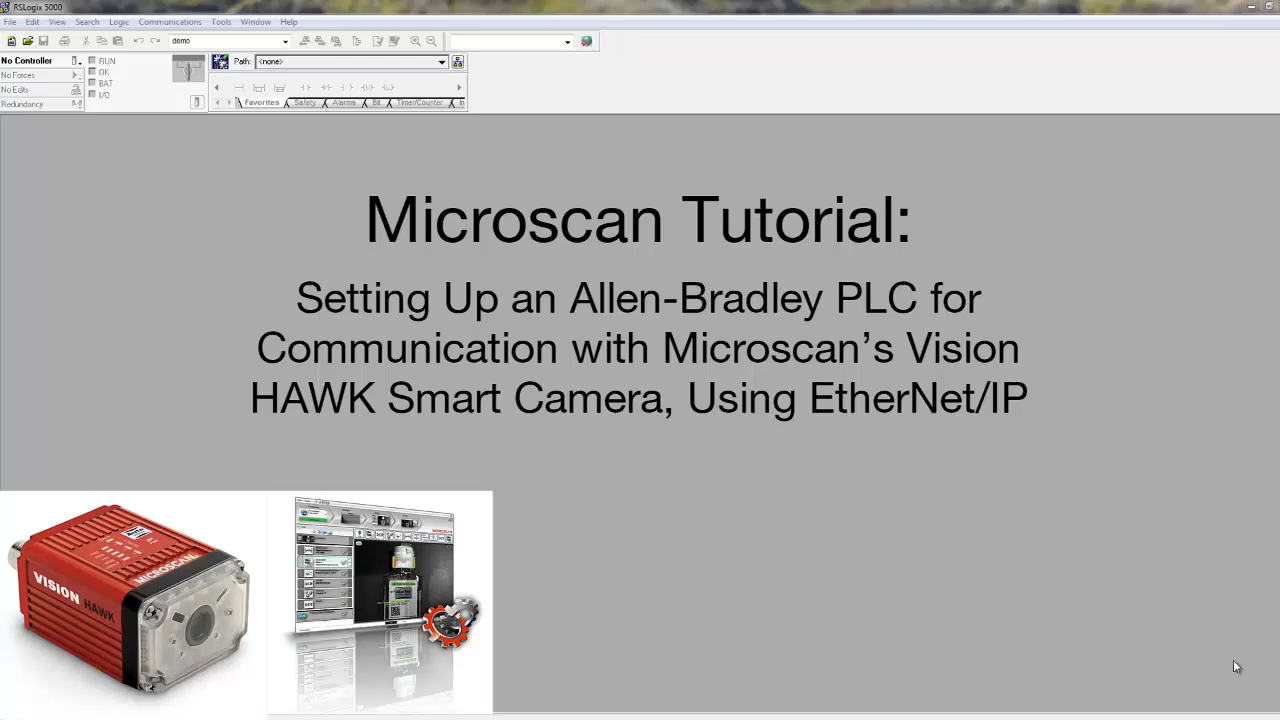 RSLogix 5000
File Edit View Search Logic Communications Tools Window Help
demo
No Controller RUN Path: <none>
No Forces OK
No Edits BAT
Redundancy I/O
Favorites Safety Alarms Bit Timer/Counter In
Microscan Tutorial:
Setting Up an Allen-Bradley PLC for
Communication with Microscan’s Vision
HAWK Smart Camera, Using EtherNet/IP
VISION HAWK
MICROSCAN